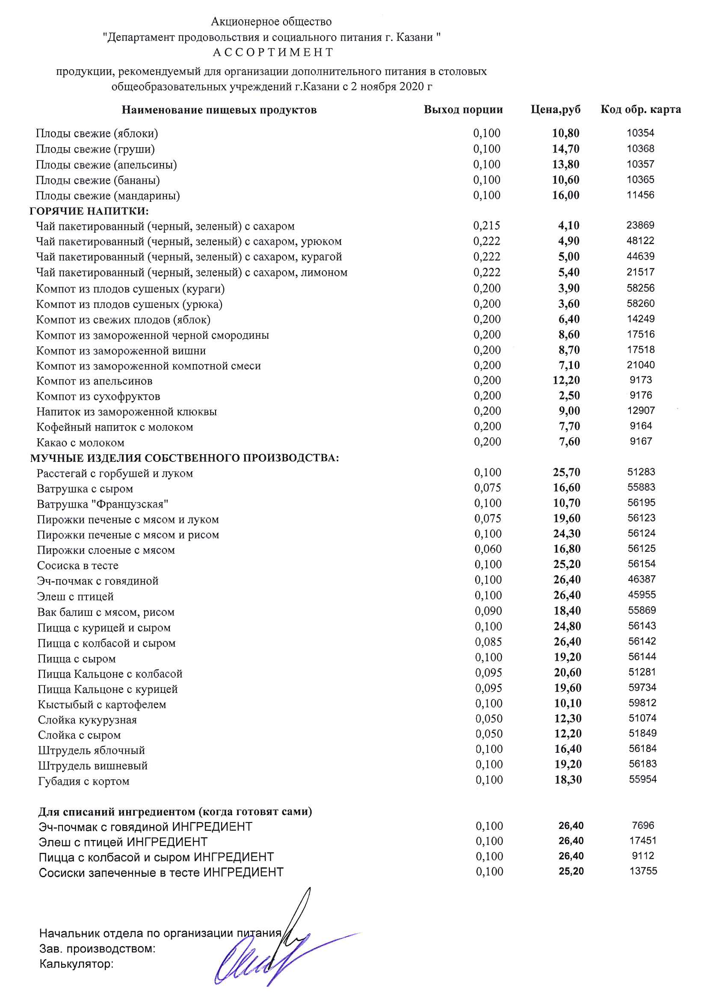 Акционерное общество
"Департамент продовольствия и социального питания г. Казани "
А С С О Р Т И М Е Н Т
продукции, рекомендуемый для организации дополнительного питания в столовых
общеобразовательных учреждений г.Казани с 2 ноября 2020 г
Наименование пищевых продуктов Выход порции Цена,руб Код обр. карта
Плоды свежие (яблоки) 0,100 10,80 10354
Плоды свежие (груши) 0,100 14,70 10368
Плоды свежие (апельсины) 0,100 13,80 10357
Плоды свежие (бананы) 0,100 10,60 10365
Плоды свежие (мандарины) 0,100 16,00 11456
ГОРЯЧИЕ НАПИТКИ:
Чай пакетированный (черный, зеленый) с сахаром 0,215 4,10 23869
Чай пакетированный (черный, зеленый) с сахаром, урюком 0,222 4,90 48122
Чай пакетированный (черный, зеленый) с сахаром, курагой 0,222 5,00 44639
Чай пакетированный (черный, зеленый) с сахаром, лимоном 0,222 5,40 21517
Компот из плодов сушеных (кураги) 0,200 3,90 58256
Компот из плодов сушеных (урюка) 0,200 3,60 58260
Компот из свежих плодов (яблок) 0,200 6,40 14249
Компот из замороженной черной смородины 0,200 8,60 17516
Компот из замороженной вишни 0,200 8,70 17518
Компот из замороженной компотной смеси 0,200 7,10 21040
Компот из апельсинов 0,200 12,20 9173
Компот из сухофруктов 0,200 2,50 9176
Напиток из замороженной клюквы 0,200 9,00 12907
Кофейный напиток с молоком 0,200 7,70 9164
Какао с молоком 0,200 7,60 9167
МУЧНЫЕ ИЗДЕЛИЯ СОБСТВЕННОГО ПРОИЗВОДСТВА:
Расстегай с горбушей и луком 0,100 25,70 51283
Ватрушка с сыром 0,075 16,60 55883
Ватрушка "Французская" 0,100 10,70 56195
Пирожки печеные с мясом и луком 0,075 19,60 56123
Пирожки печеные с мясом и рисом 0,100 24,30 56124
Пирожки слоеные с мясом 0,060 16,80 56125
Сосиска в тесте 0,100 25,20 56154
Эч-почмак с говядиной 0,100 26,40 46387
Элеш с птицей 0,100 26,40 45955
Вак балиш с мясом, рисом 0,090 18,40 55869
Пицца с курицей и сыром 0,100 24,80 56143
Пицца с колбасой и сыром 0,085 26,40 56142
Пицца с сыром 0,100 19,20 56144
Пицца Кальцоне с колбасой 0,095 20,60 51281
Пицца Кальцоне с курицей 0,095 19,60 59734
Кыстыбый с картофелем 0,100 10,10 59812
Слойка кукурузная 0,050 12,30 51074
Слойка с сыром 0,050 12,20 51849
Штрудель яблочный 0,100 16,40 56184
Штрудель вишневый 0,100 19,20 56183
Губадия с кортом 0,100 18,30 55954
Для списаний ингредиентом (когда готовят сами)
Эч-почмак с говядиной ИНГРЕДИЕНТ 0,100 26,40 7696
Элеш с птицей ИНГРЕДИЕНТ 0,100 26,40 17451
Пицца с колбасой и сыром ИНГРЕДИЕНТ 0,100 26,40 9112
Сосиски запеченные в тесте ИНГРЕДИЕНТ 0,100 25,20 13755
Начальник отдела по организации питания
Зав. производством:
Калькулятор: